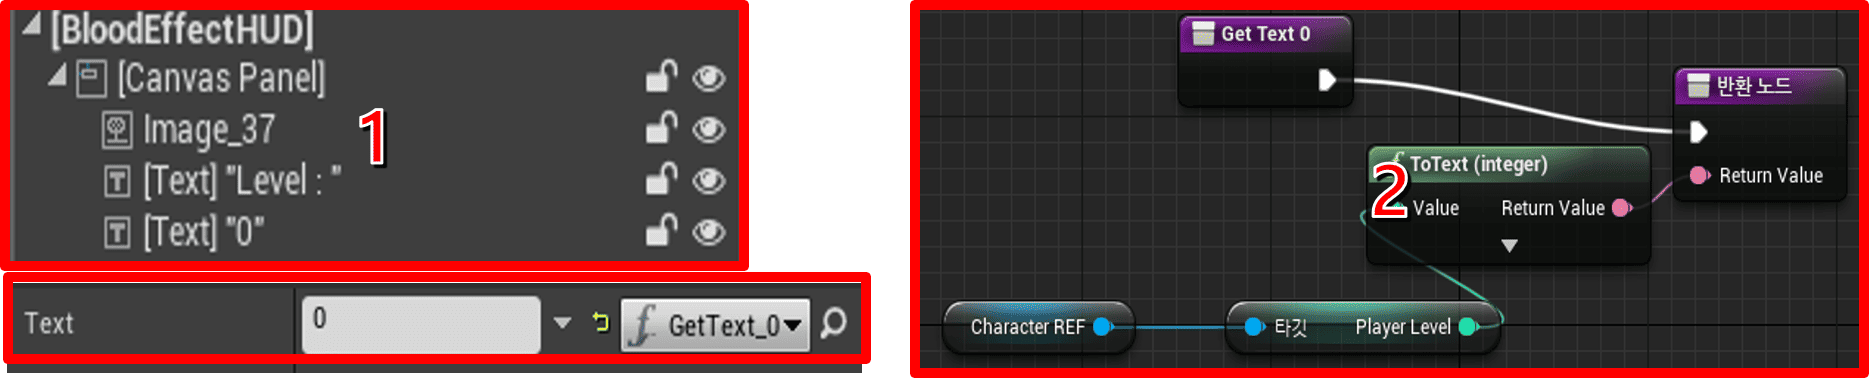 [BloodEffectHUD]
[Canvas Panel]
Image_37
1
[Text] "Level : "
[Text] "0"
Text
0
GetText_0
Get Text 0
반환 노드
Return Value
ToText (integer)
2
Value
Return Value
Character REF
타깃
Player Level